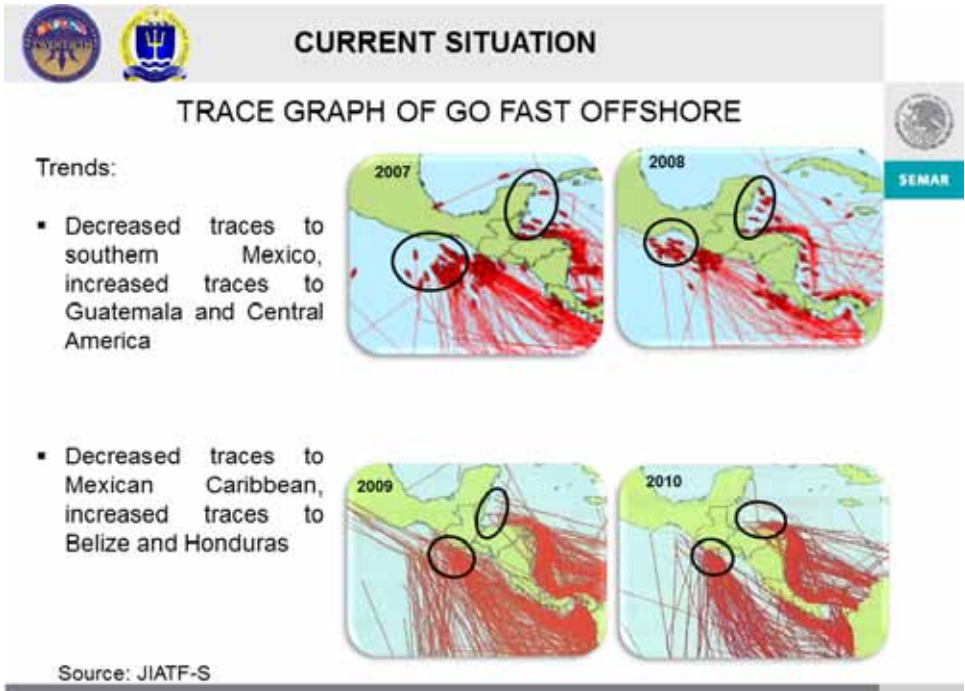 CURRENT SITUATION
TRACE GRAPH OF GO FAST OFFSHORE
SEMAR
Trends:
▪ Decreased traces to
southern Mexico,
increased traces to
Guatemala and Central
America
2007
2008
▪ Decreased traces to
Mexican Caribbean,
increased traces to
Belize and Honduras
2009
2010
Source: JIATF-S